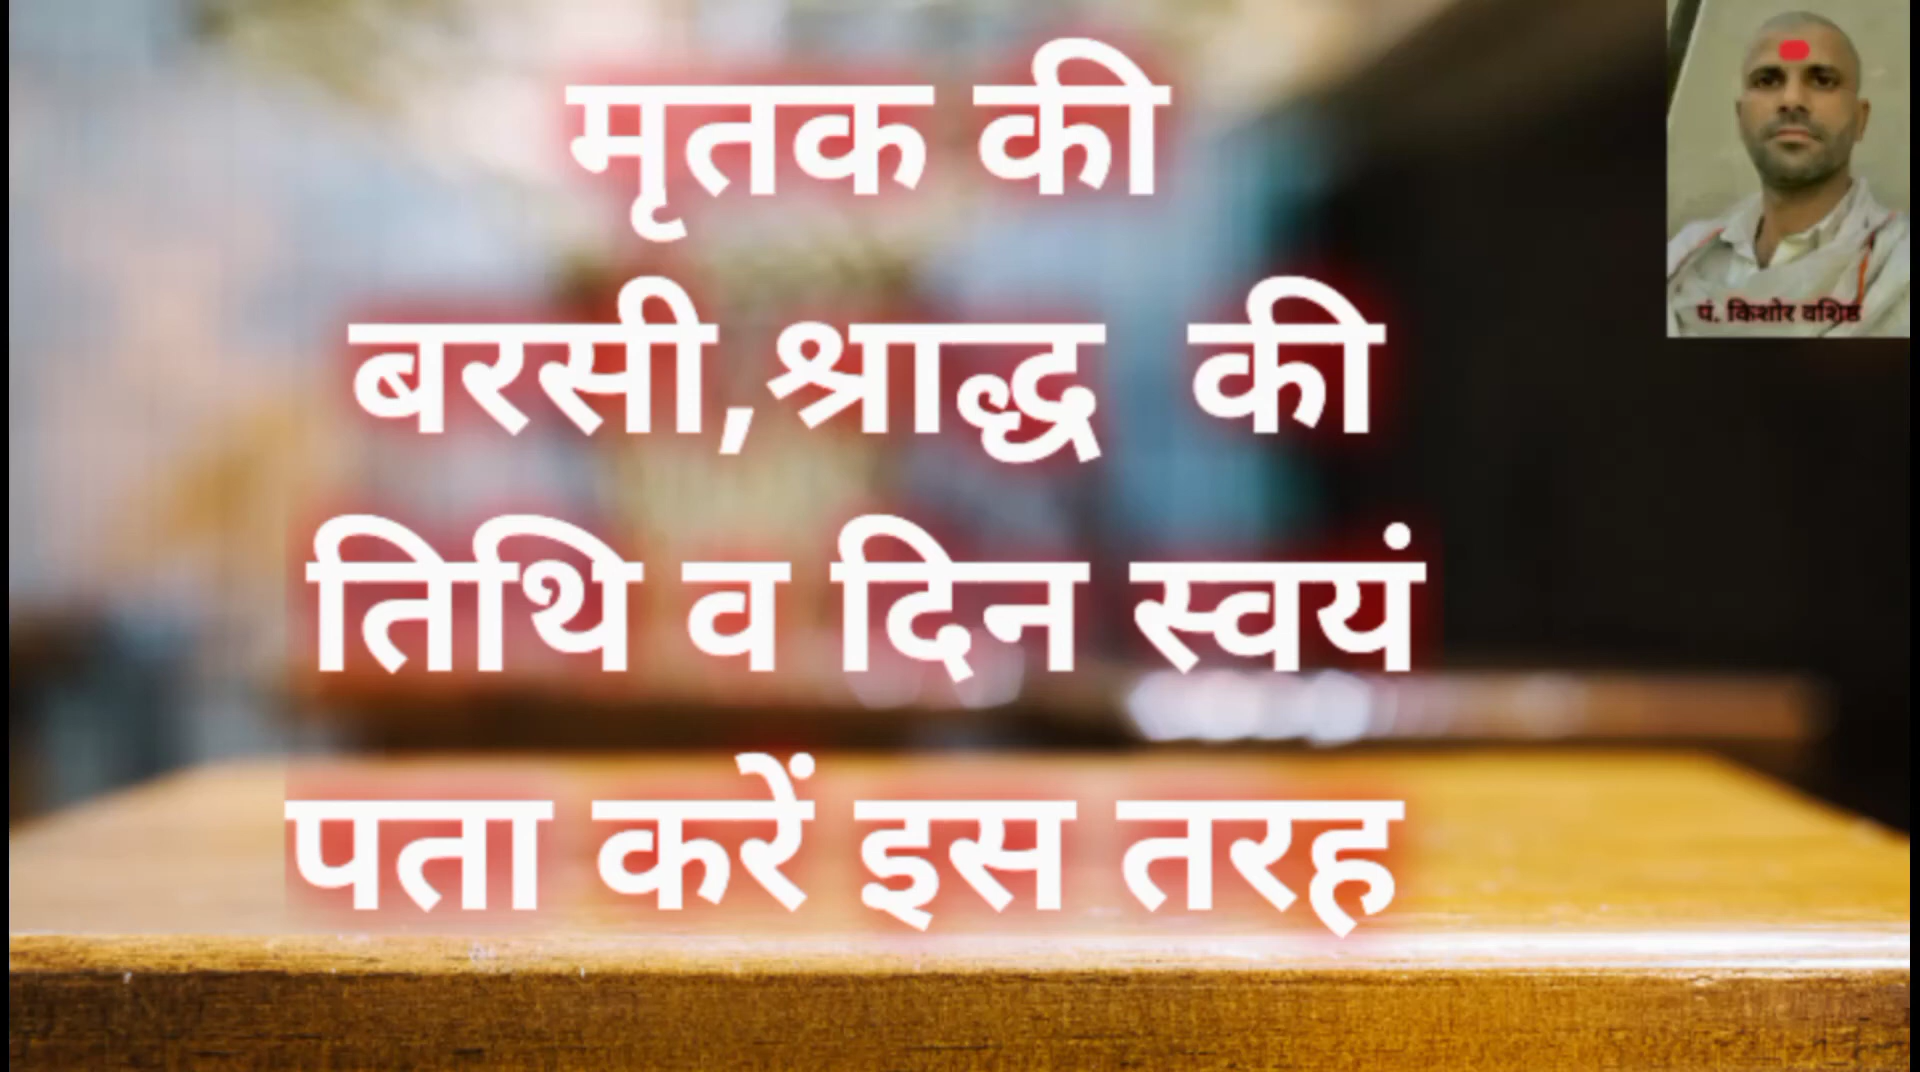 मृतक की
बरसी,श्राद्ध की
तिथि व दिन स्वयं
पता करें इस तरह
पं. किशोर वशिष्ठ